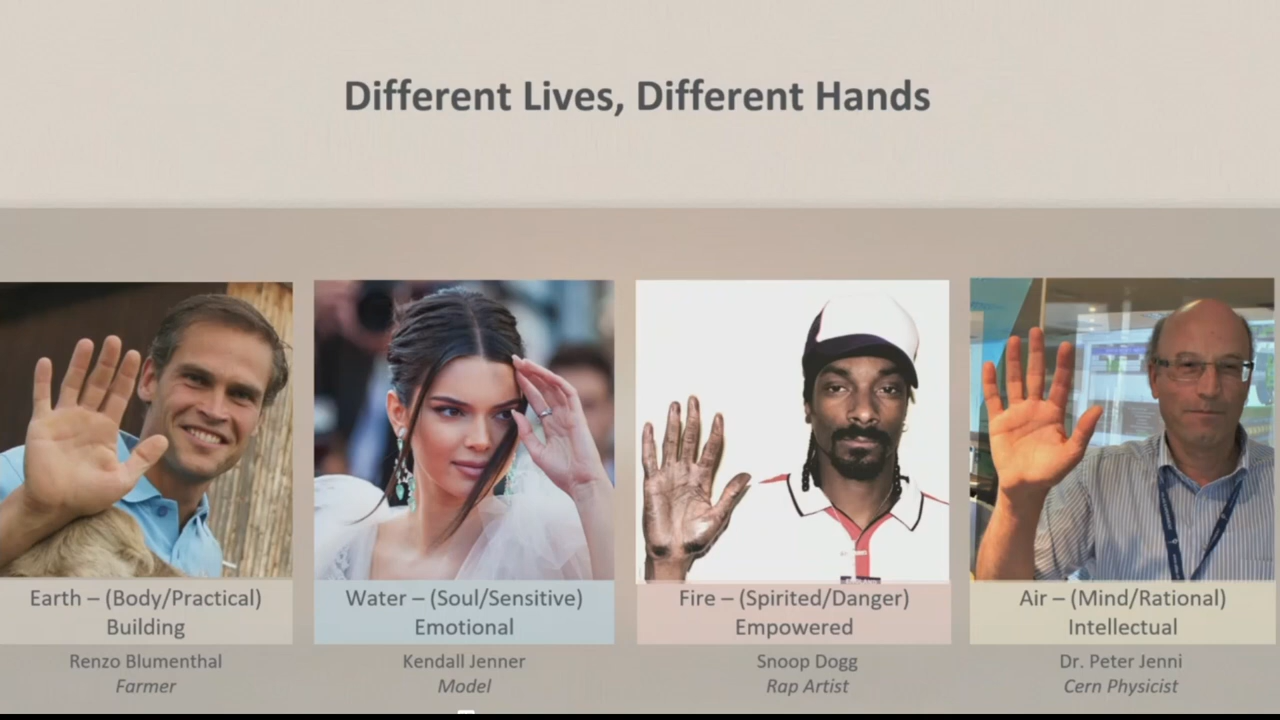 Different Lives, Different Hands
Earth – (Body/Practical)
Building
Renzo Blumenthal
Farmer
Water – (Soul/Sensitive)
Emotional
Kendall Jenner
Model
Fire – (Spirited/Danger)
Empowered
Snoop Dogg
Rap Artist
Air – (Mind/Rational)
Intellectual
Dr. Peter Jenni
Cern Physicist